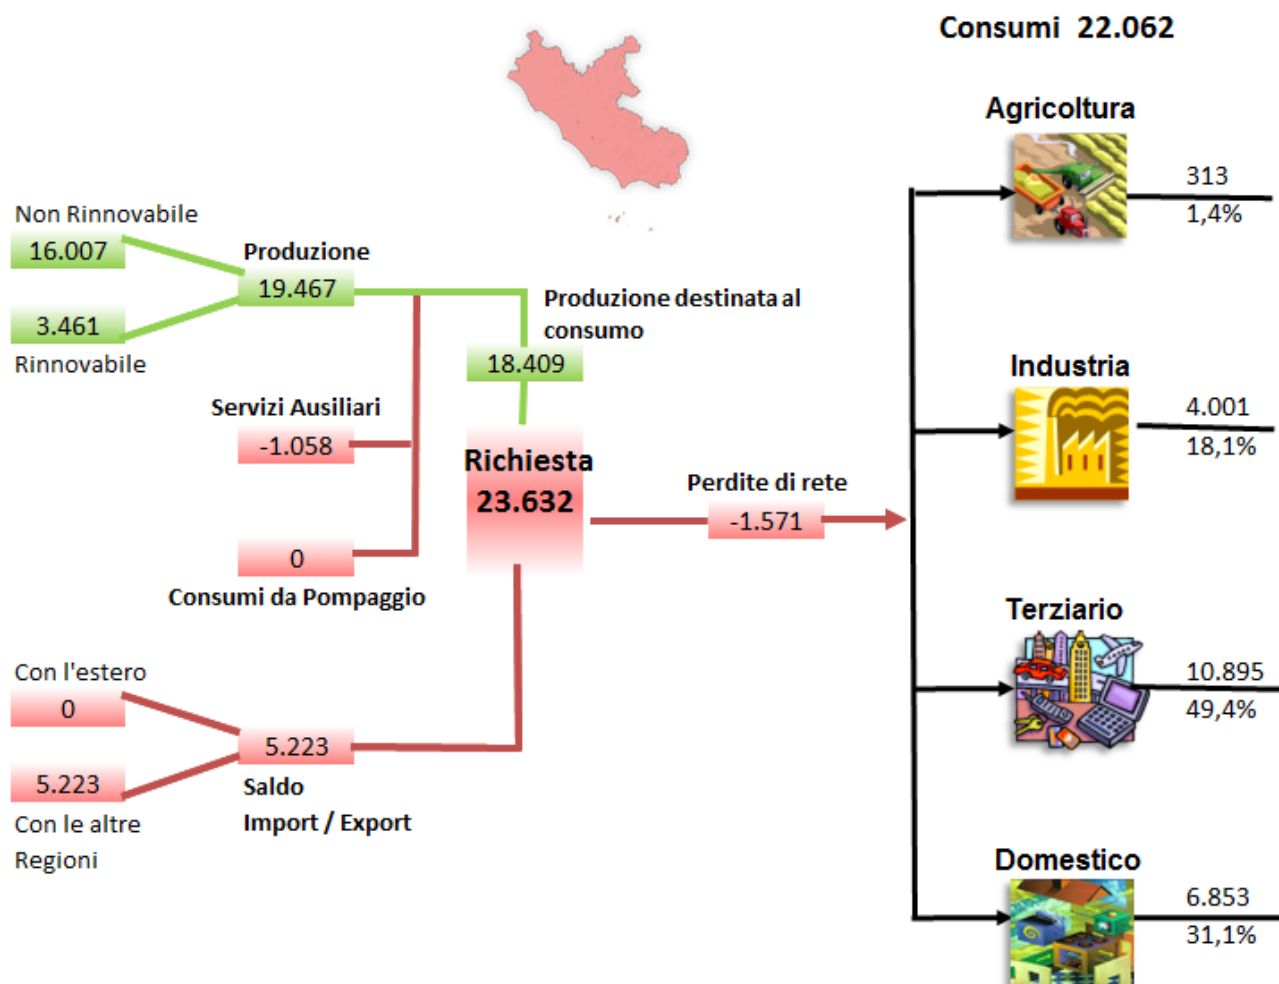 Consumi 22.062
Non Rinnovabile
16.007
3.461
Rinnovabile
Produzione
19.467
Produzione destinata al
consumo
18.409
Servizi Ausiliari
-1.058
0
Consumi da Pompaggio
Richiesta
23.632
Perdite di rete
-1.571
Con l'estero
0
5.223
Con le altre
Regioni
5.223
Saldo
Import / Export
Agricoltura
313
1,4%
Industria
4.001
18,1%
Terziario
10.895
49,4%
Domestico
6.853
31,1%